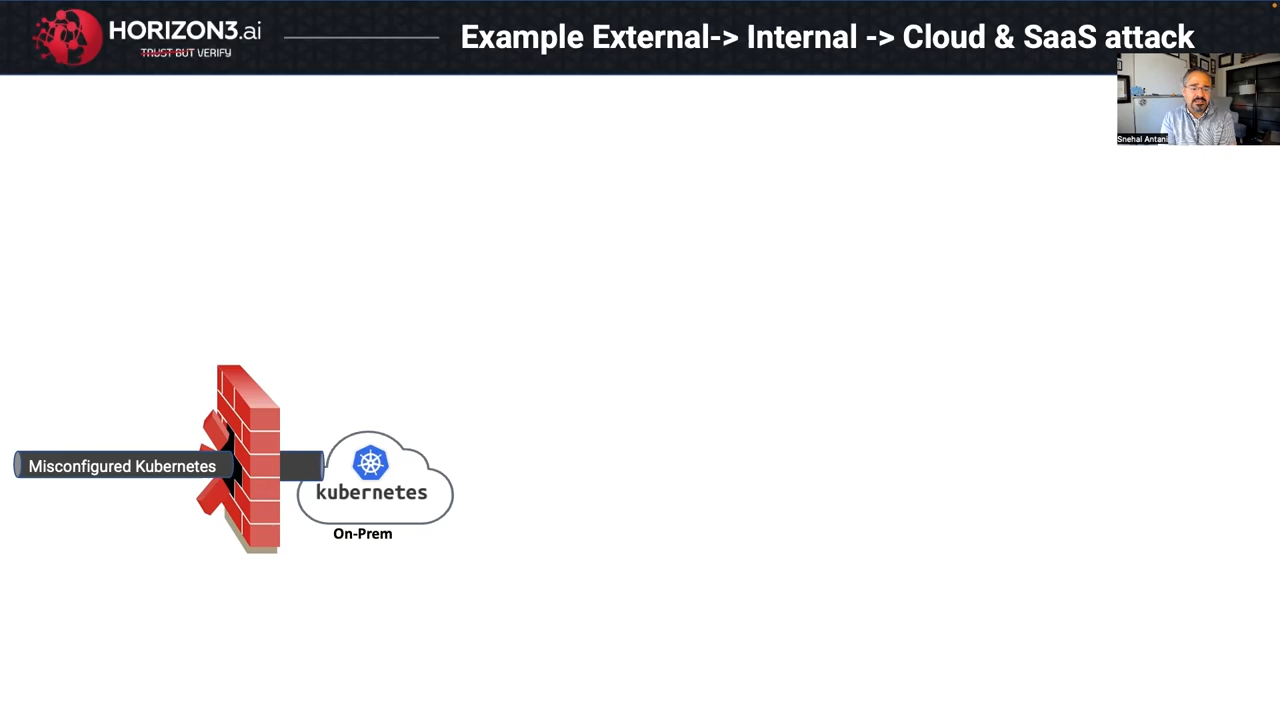 HORIZON3.ai
TRUST BUT VERIFY
Example External-> Internal -> Cloud & SaaS attack
Snehal Antani
Misconfigured Kubernetes
kubernetes
On-Prem